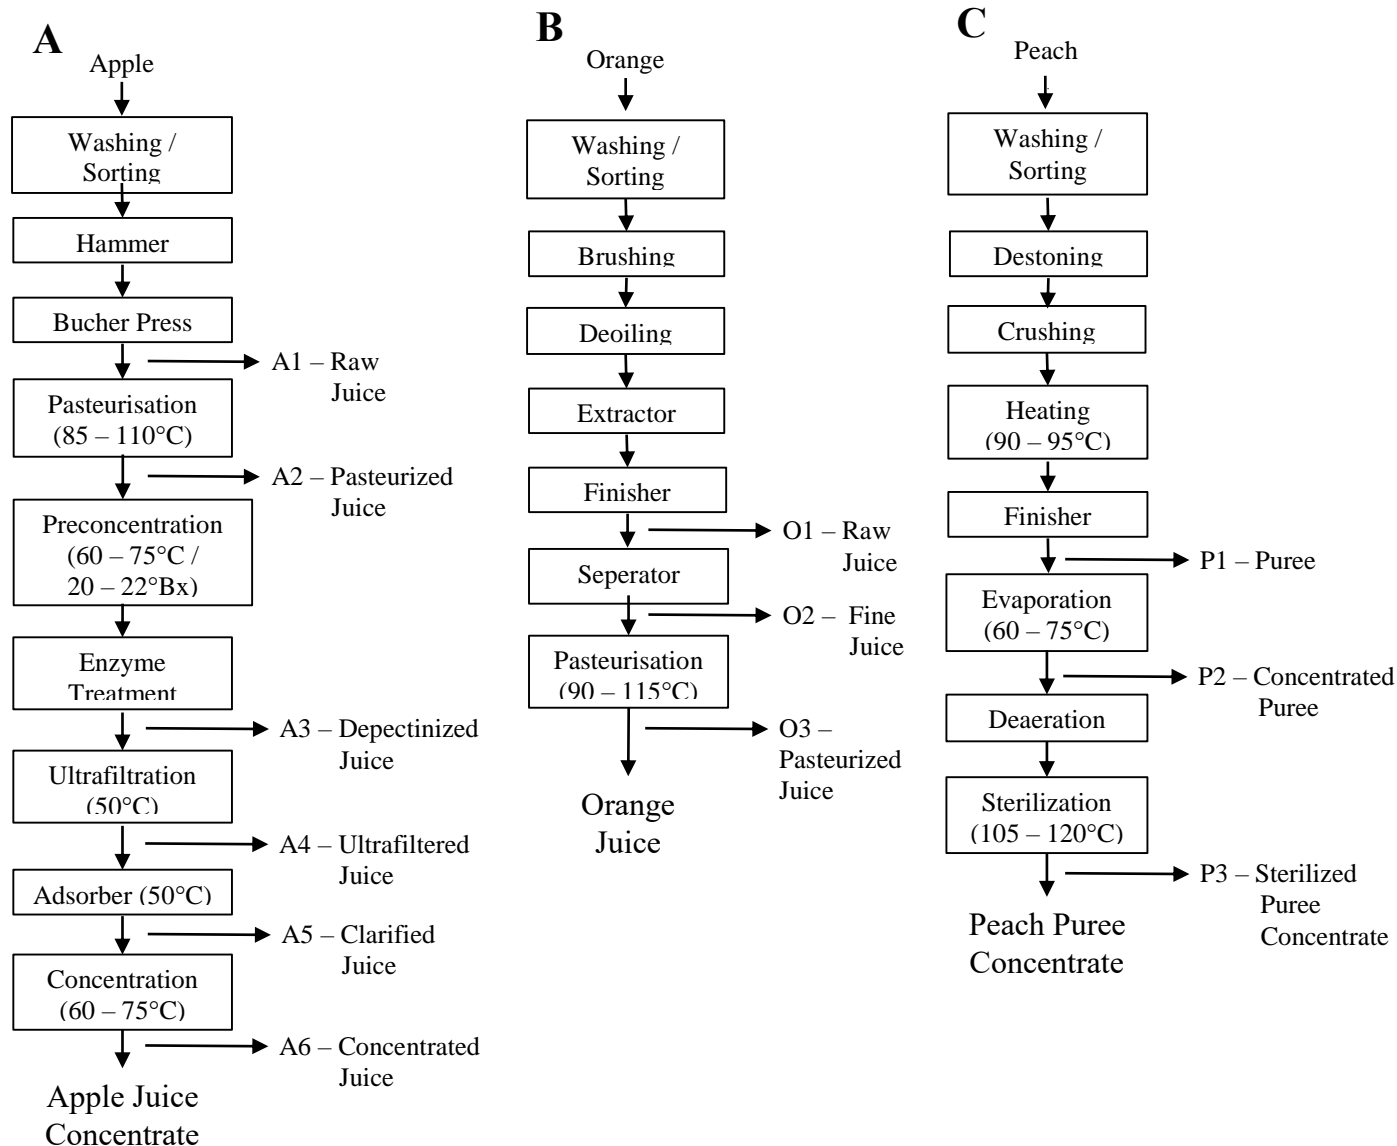 A
Apple
Washing /
Sorting
Hammer
Bucher Press
A1 – Raw
Juice
Pasteurisation
(85 – 110°C)
A2 – Pasteurized
Juice
Preconcentration
(60 – 75°C /
20 – 22°Bx)
Enzyme
Treatment
A3 – Depectinized
Juice
Ultrafiltration
(50°C)
A4 – Ultrafiltered
Juice
Adsorber (50°C)
A5 – Clarified
Juice
Concentration
(60 – 75°C)
A6 – Concentrated
Juice
Apple Juice
Concentrate
B
Orange
Washing /
Sorting
Brushing
Deoiling
Extractor
Finisher
O1 – Raw
Juice
Seperator
O2 – Fine
Juice
Pasteurisation
(90 – 115°C)
O3 –
Pasteurized
Juice
Orange
Juice
C
Peach
Washing /
Sorting
Destoning
Crushing
Heating
(90 – 95°C)
Finisher
P1 – Puree
Evaporation
(60 – 75°C)
P2 – Concentrated
Puree
Deaeration
Sterilization
(105 – 120°C)
P3 – Sterilized
Puree
Concentrate
Peach Puree
Concentrate